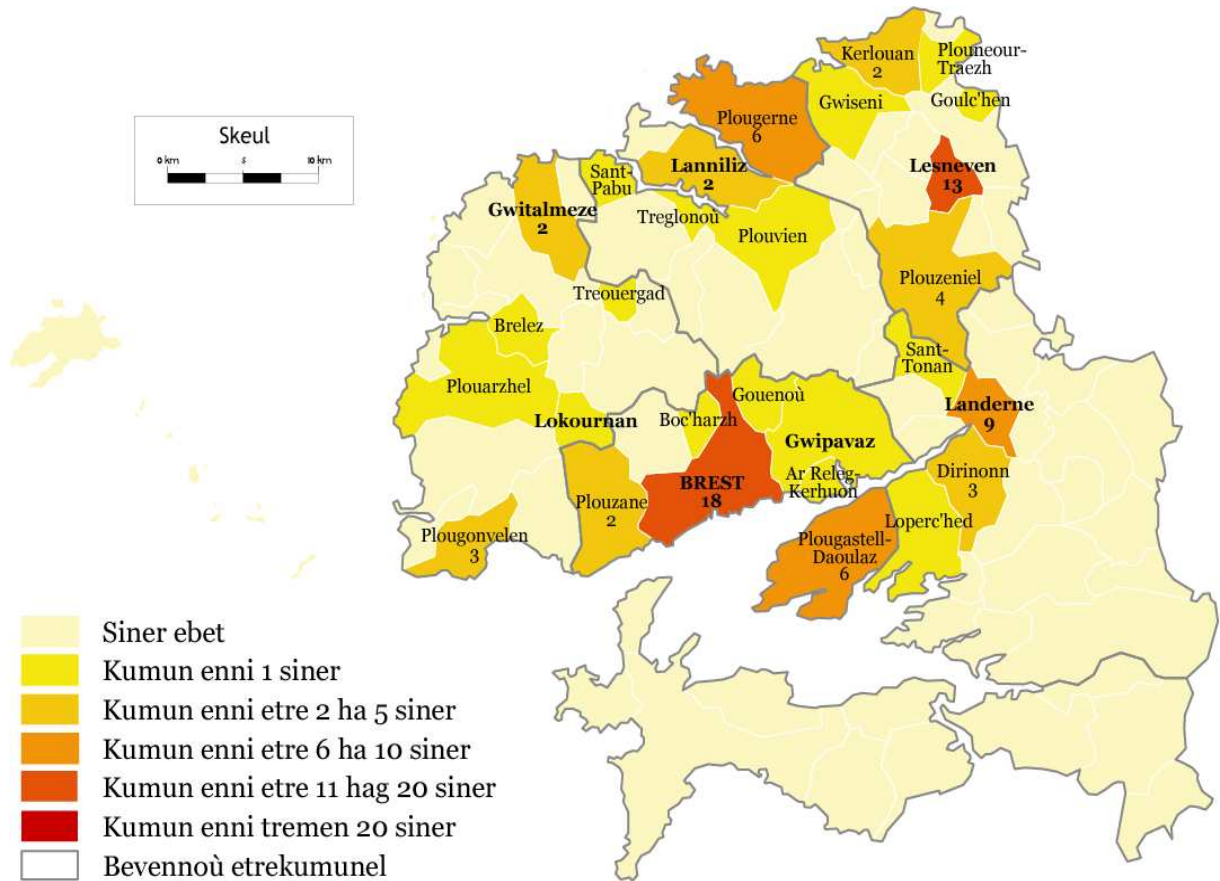 Skeul
0 km 5 10 km
Kerlouan
2
Plouneour-
Traezh
Plougerne
6
Gwiseni
Goulc'hen
Lanniliz
2
Lesneven
13
Sant-
Pabu
Gwitalmeze
2
Treglonoù
Plouvien
Plouzeniel
4
Treouergad
Brelez
Sant-
Tonan
Plouarzhel
Gouenoù
Landerne
9
Lokournan
Boc'harzh
Gwipavaz
Dirinonn
3
Ar Releg-
Kerhuon
BREST
18
Plouzane
2
Plougonvelen
3
Loperc'hed
Plougastell-
Daoulaz
6
Siner ebet
Kumun enni 1 siner
Kumun enni etre 2 ha 5 siner
Kumun enni etre 6 ha 10 siner
Kumun enni etre 11 hag 20 siner
Kumun enni tremen 20 siner
Bevennoù etrekumunel